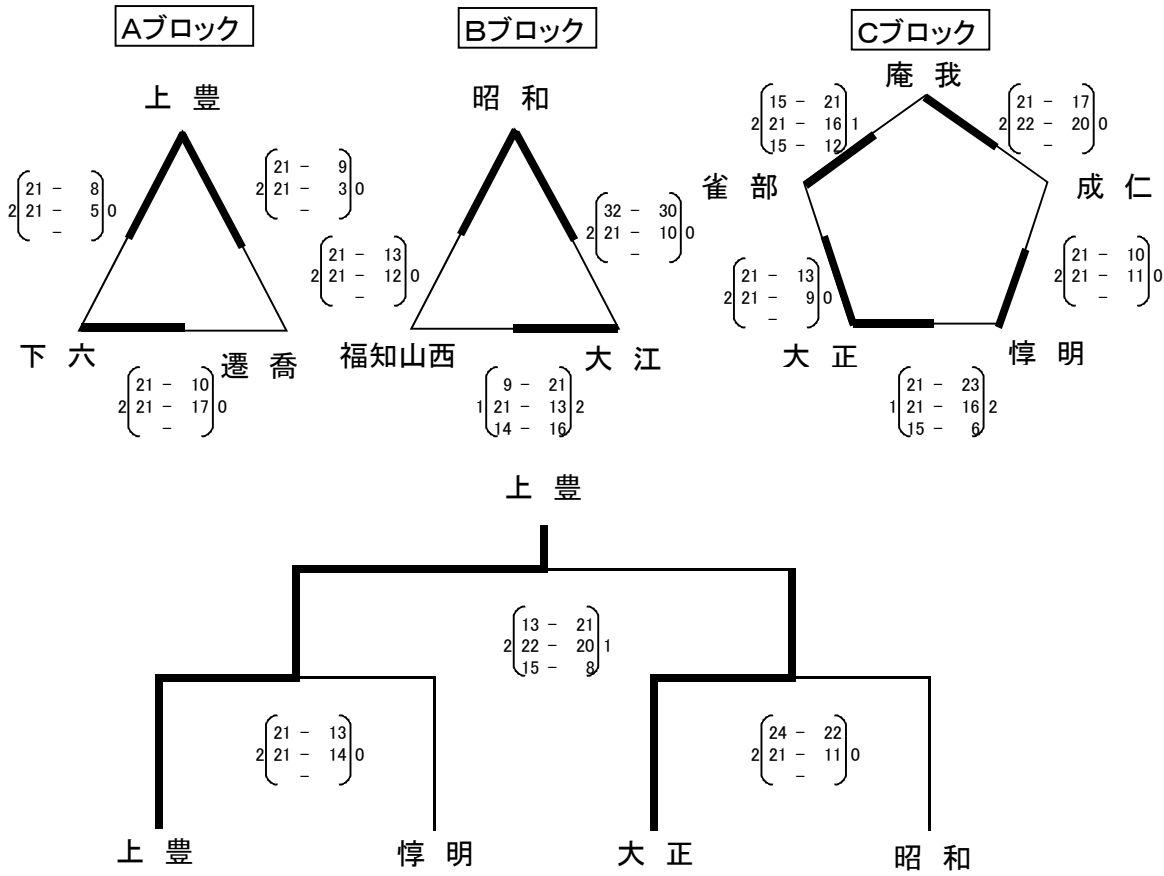 Aブロック
Bブロック
Cブロック
上 豊
昭 和
庵 我
15 - 21
2 21 - 16 1
15 - 12
21 - 17
2 22 - 20 0
-
21 - 8
2 21 - 5 0
-
21 - 9
2 21 - 3 0
-
雀 部
成 仁
32 - 30
2 21 - 10 0
-
21 - 13
2 21 - 12 0
-
21 - 13
2 21 - 9 0
-
21 - 10
2 21 - 11 0
-
下 六
遷 喬
福知山西
大 江
大 正
惇 明
21 - 10
2 21 - 17 0
-
9 - 21
1 21 - 13 2
14 - 16
21 - 23
1 21 - 16 2
15 - 6
上 豊
13 - 21
2 22 - 20 1
15 - 8
21 - 13
2 21 - 14 0
-
24 - 22
2 21 - 11 0
-
上 豊
惇 明
大 正
昭 和